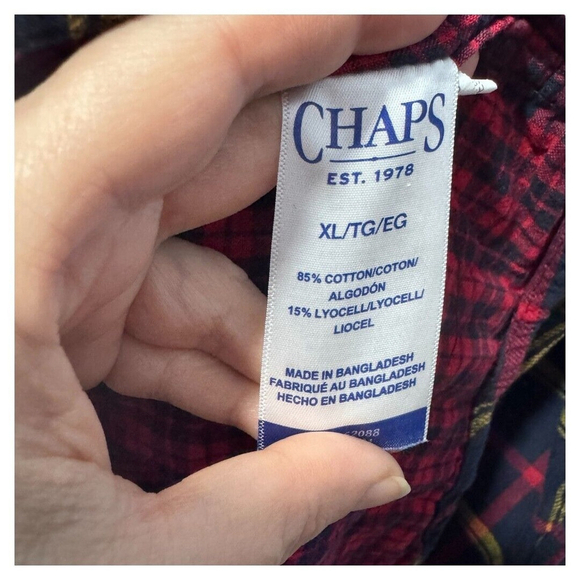 CHAPS
EST. 1978
XL/TG/EG
85% COTTON/COTON/
ALGODÓN
15% LYOCELL/LYOCELL/
LIOCEL
MADE IN BANGLADESH
FABRIQUÉ AU BANGLADESH
HECHO EN BANGLADESH